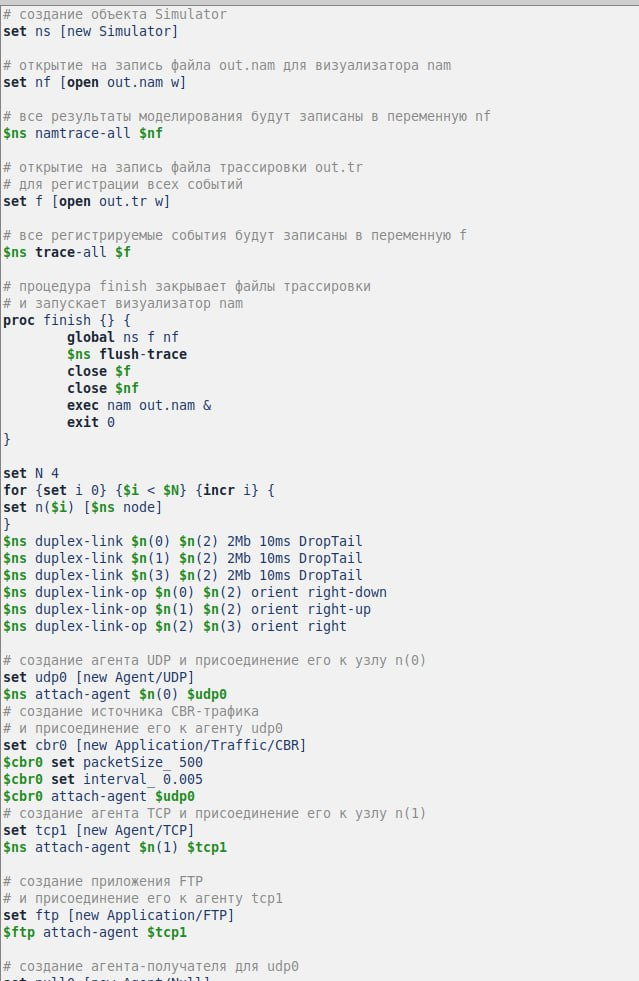 # создание объекта Simulator
set ns [new Simulator]
# открытие на запись файла out.nam для визуализатора nam
set nf [open out.nam w]
# все результаты моделирования будут записаны в переменную nf
$ns namtrace-all $nf
# открытие на запись файла трассировки out.tr
# для регистрации всех событий
set f [open out.tr w]
# все регистрируемые события будут записаны в переменную f
$ns trace-all $f
# процедура finish закрывает файлы трассировки
# и запускает визуализатор nam
proc finish {} {
global ns f nf
$ns flush-trace
close $f
close $nf
exec nam out.nam &
exit 0
}
set N 4
for {set i 0} {$i < $N} {incr i} {
set n($i) [$ns node]
}
$ns duplex-link $n(0) $n(2) 2Mb 10ms DropTail
$ns duplex-link $n(1) $n(2) 2Mb 10ms DropTail
$ns duplex-link $n(3) $n(2) 2Mb 10ms DropTail
$ns duplex-link-op $n(0) $n(2) orient right-down
$ns duplex-link-op $n(1) $n(2) orient right-up
$ns duplex-link-op $n(2) $n(3) orient right
# создание агента UDP и присоединение его к узлу n(0)
set udp0 [new Agent/UDP]
$ns attach-agent $n(0) $udp0
# создание источника CBR-трафика
# и присоединение его к агенту udp0
set cbr0 [new Application/Traffic/CBR]
$cbr0 set packetSize_ 500
$cbr0 set interval_ 0.005
$cbr0 attach-agent $udp0
# создание агента TCP и присоединение его к узлу n(1)
set tcp1 [new Agent/TCP]
$ns attach-agent $n(1) $tcp1
# создание приложения FTP
# и присоединение его к агенту tcp1
set ftp [new Application/FTP]
$ftp attach-agent $tcp1
# создание агента-получателя для udp0
set null0 [new Agent/Null]